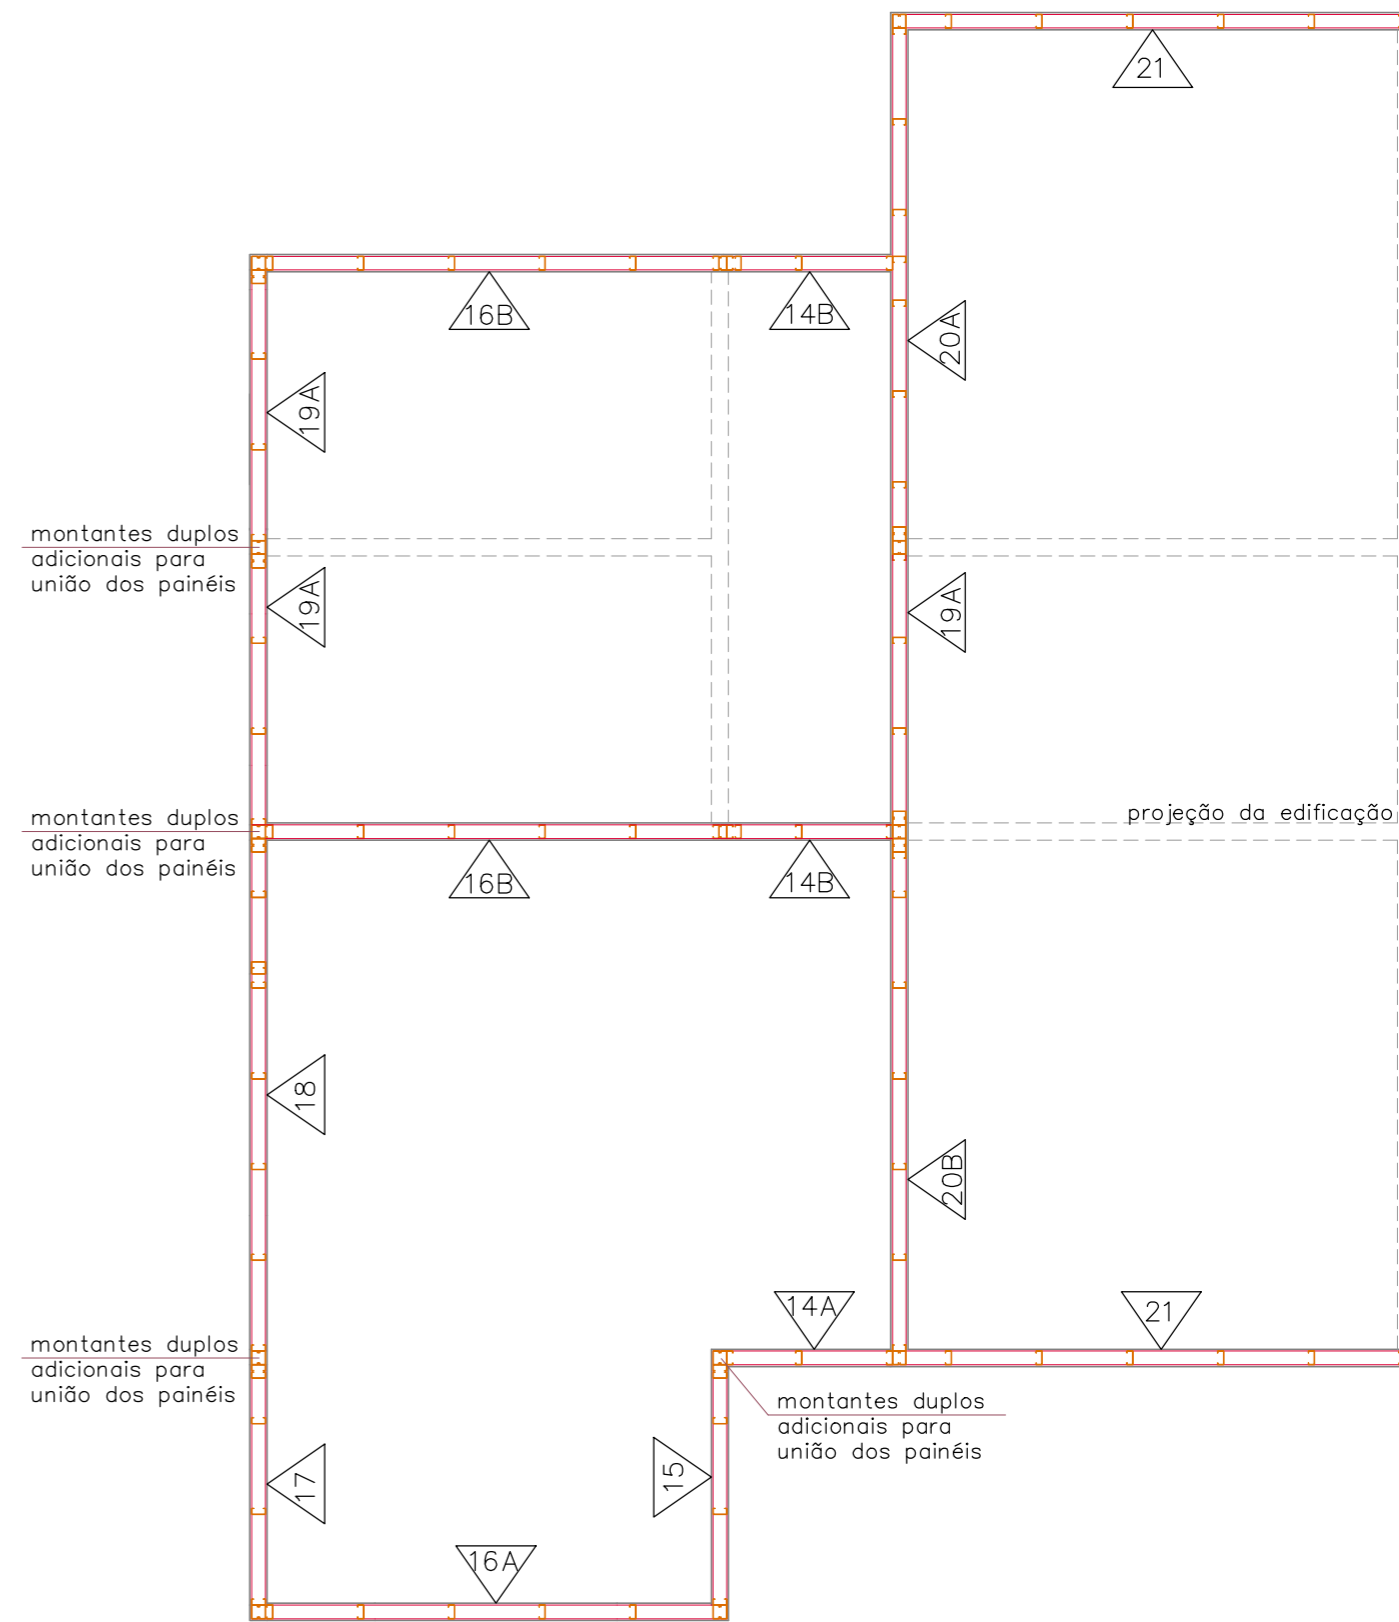 21
16B
14B
20A
19A
montantes duplos
adicionais para
união dos painéis
19A
19A
montantes duplos
adicionais para
união dos painéis
projeção da edificação
16B
14B
18
20B
14A
21
montantes duplos
adicionais para
união dos painéis
montantes duplos
adicionais para
união dos painéis
17
15
16A